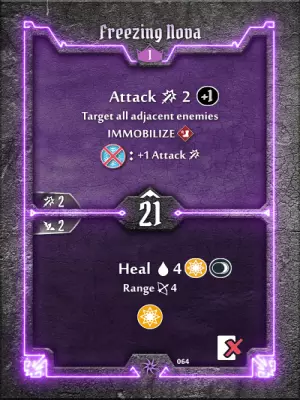 Freezing Nova
1
Attack 2 +1
Target all adjacent enemies
IMMOBILIZE
: +1 Attack
2
21
2
Heal 4
Range 4
064